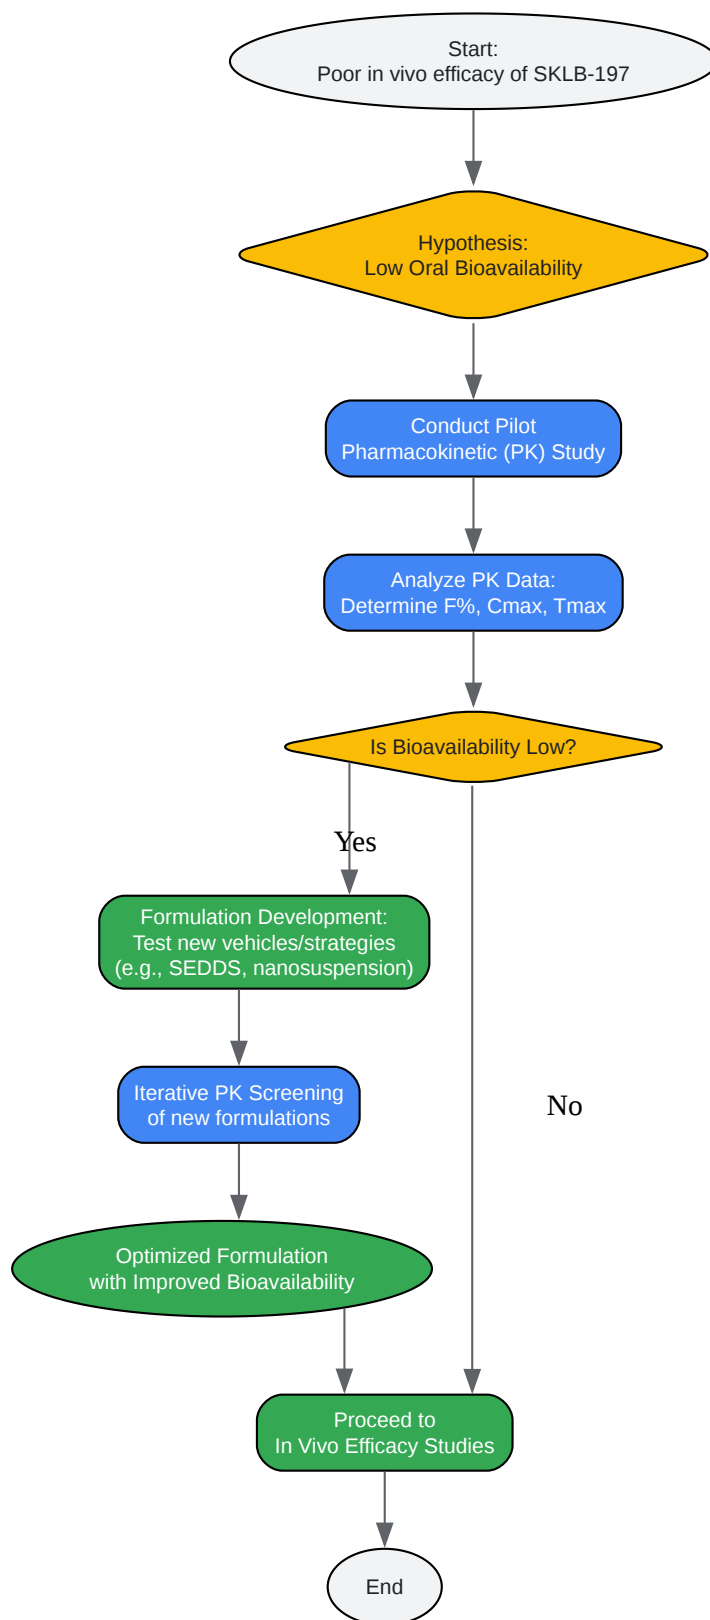 Start:
Poor in vivo efficacy of SKLB-197
Hypothesis:
Low Oral Bioavailability
Conduct Pilot
Pharmacokinetic (PK) Study
Analyze PK Data:
Determine F%, Cmax, Tmax
Is Bioavailability Low?
Yes
Formulation Development:
Test new vehicles/strategies
(e.g., SEDDS, nanosuspension)
Iterative PK Screening
of new formulations
No
Optimized Formulation
with Improved Bioavailability
Proceed to
In Vivo Efficacy Studies
End